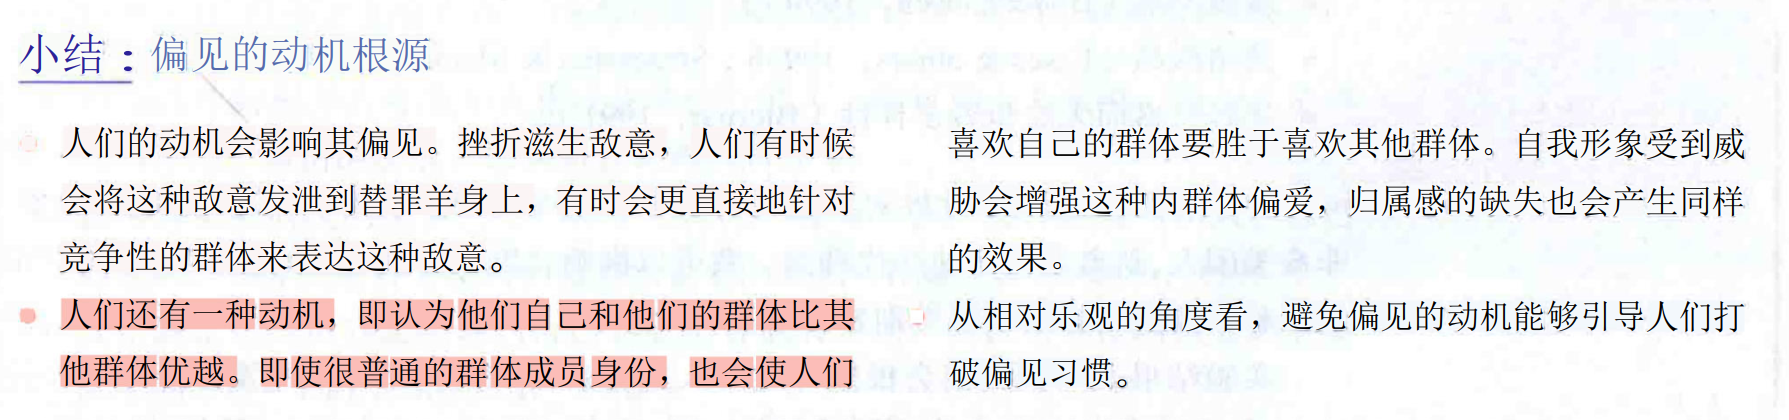 小结：偏见的动机根源
人们的动机会影响其偏见。挫折滋生敌意，人们有时候
会将这种敌意发泄到替罪羊身上，有时会更直接地针对
竞争性的群体来表达这种敌意。
人们还有一种动机，即认为他们自己和他们的群体比其
他群体优越。即使很普通的群体成员身份，也会使人们
喜欢自己的群体要胜于喜欢其他群体。自我形象受到威
胁会增强这种内群体偏爱，归属感的缺失也会产生同样
的效果。
从相对乐观的角度看，避免偏见的动机能够引导人们打
破偏见习惯。